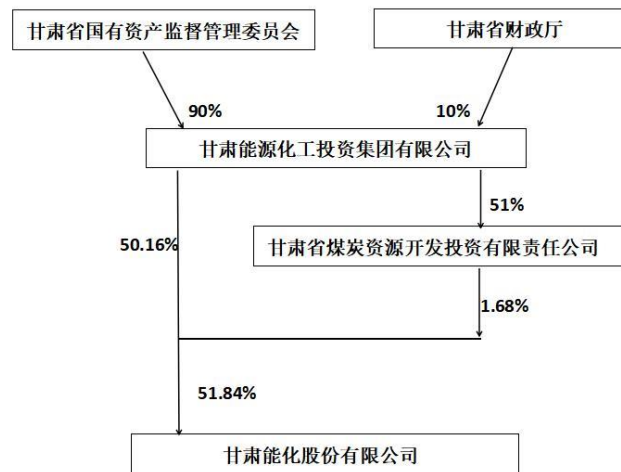 甘肃省国有资产监督管理委员会
甘肃省财政厅
90%
10%
甘肃能源化工投资集团有限公司
51%
50.16%
甘肃省煤炭资源开发投资有限责任公司
1.68%
51.84%
甘肃能化股份有限公司